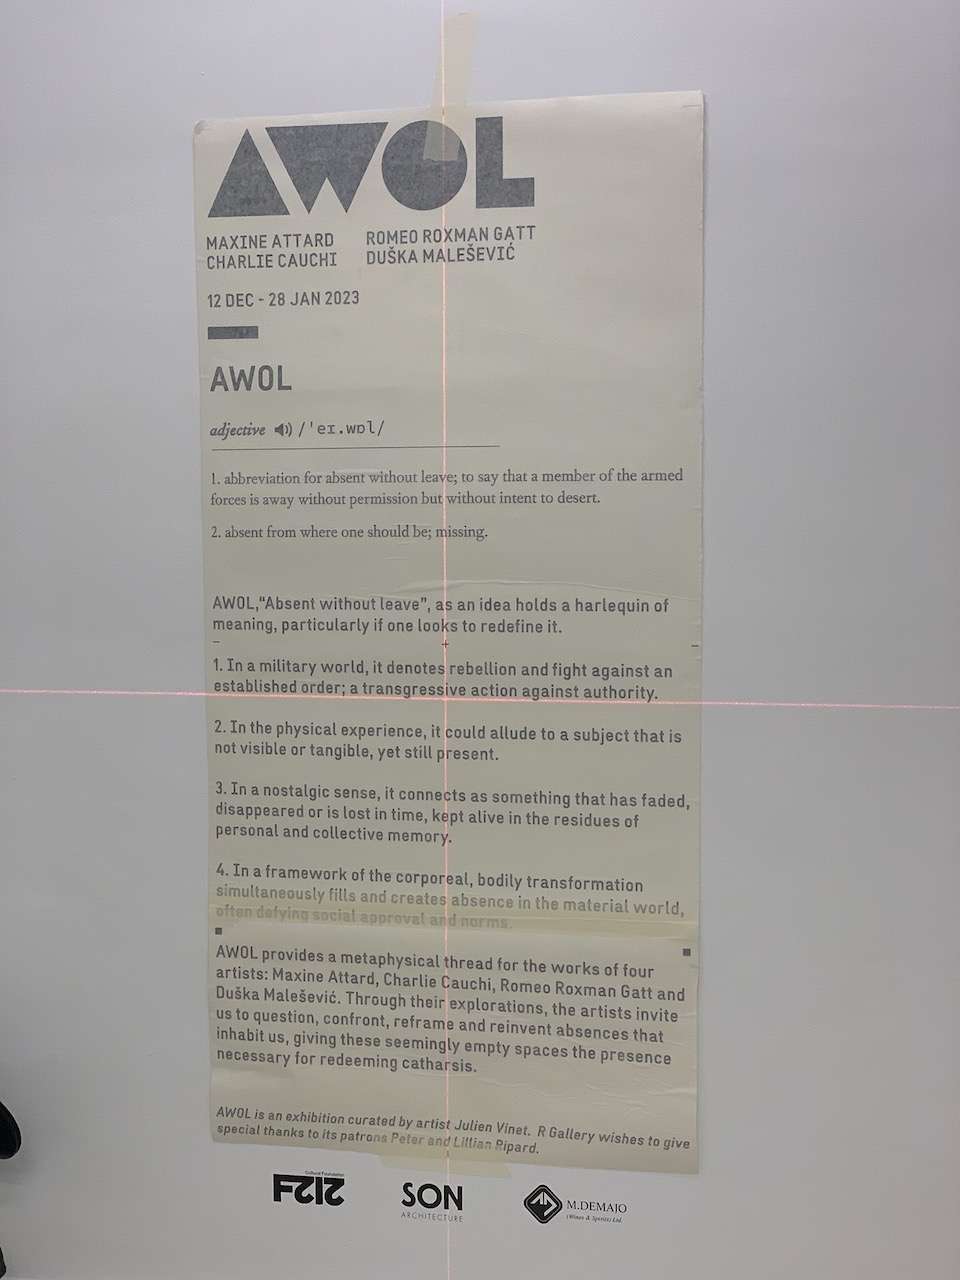 AWOL
MAXINE ATTARD
CHARLIE CAUCHI
ROMEO ROXMAN GATT
DUŠKA MALEŠEVIĆ
12 DEC - 28 JAN 2023
AWOL
adjective /ˈeɪ.wɒl/
1. abbreviation for absent without leave; to say that a member of the armed
forces is away without permission but without intent to desert.
2. absent from where one should be; missing.
AWOL,“Absent without leave”, as an idea holds a harlequin of
meaning, particularly if one looks to redefine it.
1. In a military world, it denotes rebellion and fight against an
established order; a transgressive action against authority.
2. In the physical experience, it could allude to a subject that is
not visible or tangible, yet still present.
3. In a nostalgic sense, it connects as something that has faded,
disappeared or is lost in time, kept alive in the residues of
personal and collective memory.
4. In a framework of the corporeal, bodily transformation
simultaneously fills and creates absence in the material world,
often defying social approval and norms.
AWOL provides a metaphysical thread for the works of four
artists: Maxine Attard, Charlie Cauchi, Romeo Roxman Gatt and
Duška Malešević. Through their explorations, the artists invite
us to question, confront, reframe and reinvent absences that
inhabit us, giving these seemingly empty spaces the presence
necessary for redeeming catharsis.
AWOL is an exhibition curated by artist Julien Vinet. R Gallery wishes to give
special thanks to its patrons Peter and Lillian Ripard.
Cultural Foundation
SON
ARCHITECTURE
M.DEMAJO
(Wines & Spirits) Ltd.